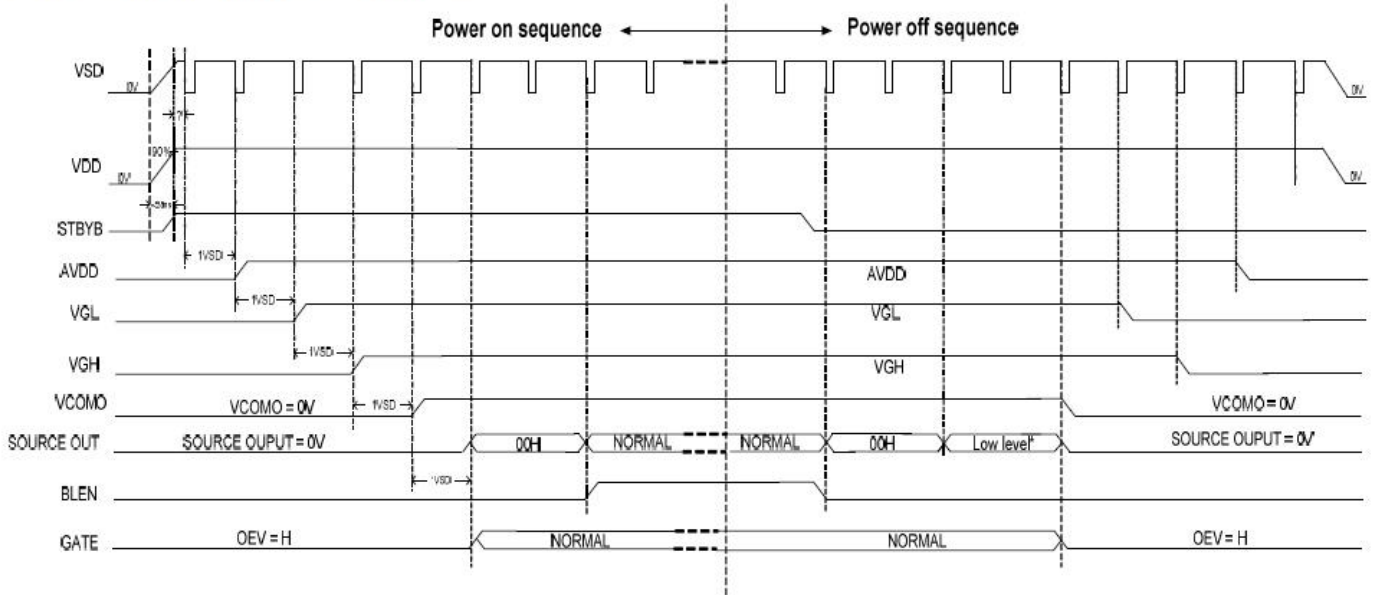 Power on sequence
Power off sequence
VSD
0V
0V
VDD
90%
0V
0V
STBYB
1VSD
AVDD
AVDD
1VSD
VGL
VGL
1VSD
VGH
VGH
1VSD
VCOMO
VCOMO = 0V
VCOMO = 0V
SOURCE OUT
SOURCE OUPUT = 0V
00H
NORMAL
NORMAL
00H
Low level
SOURCE OUPUT = 0V
1VSD
BLEN
GATE
OEV = H
NORMAL
NORMAL
OEV = H